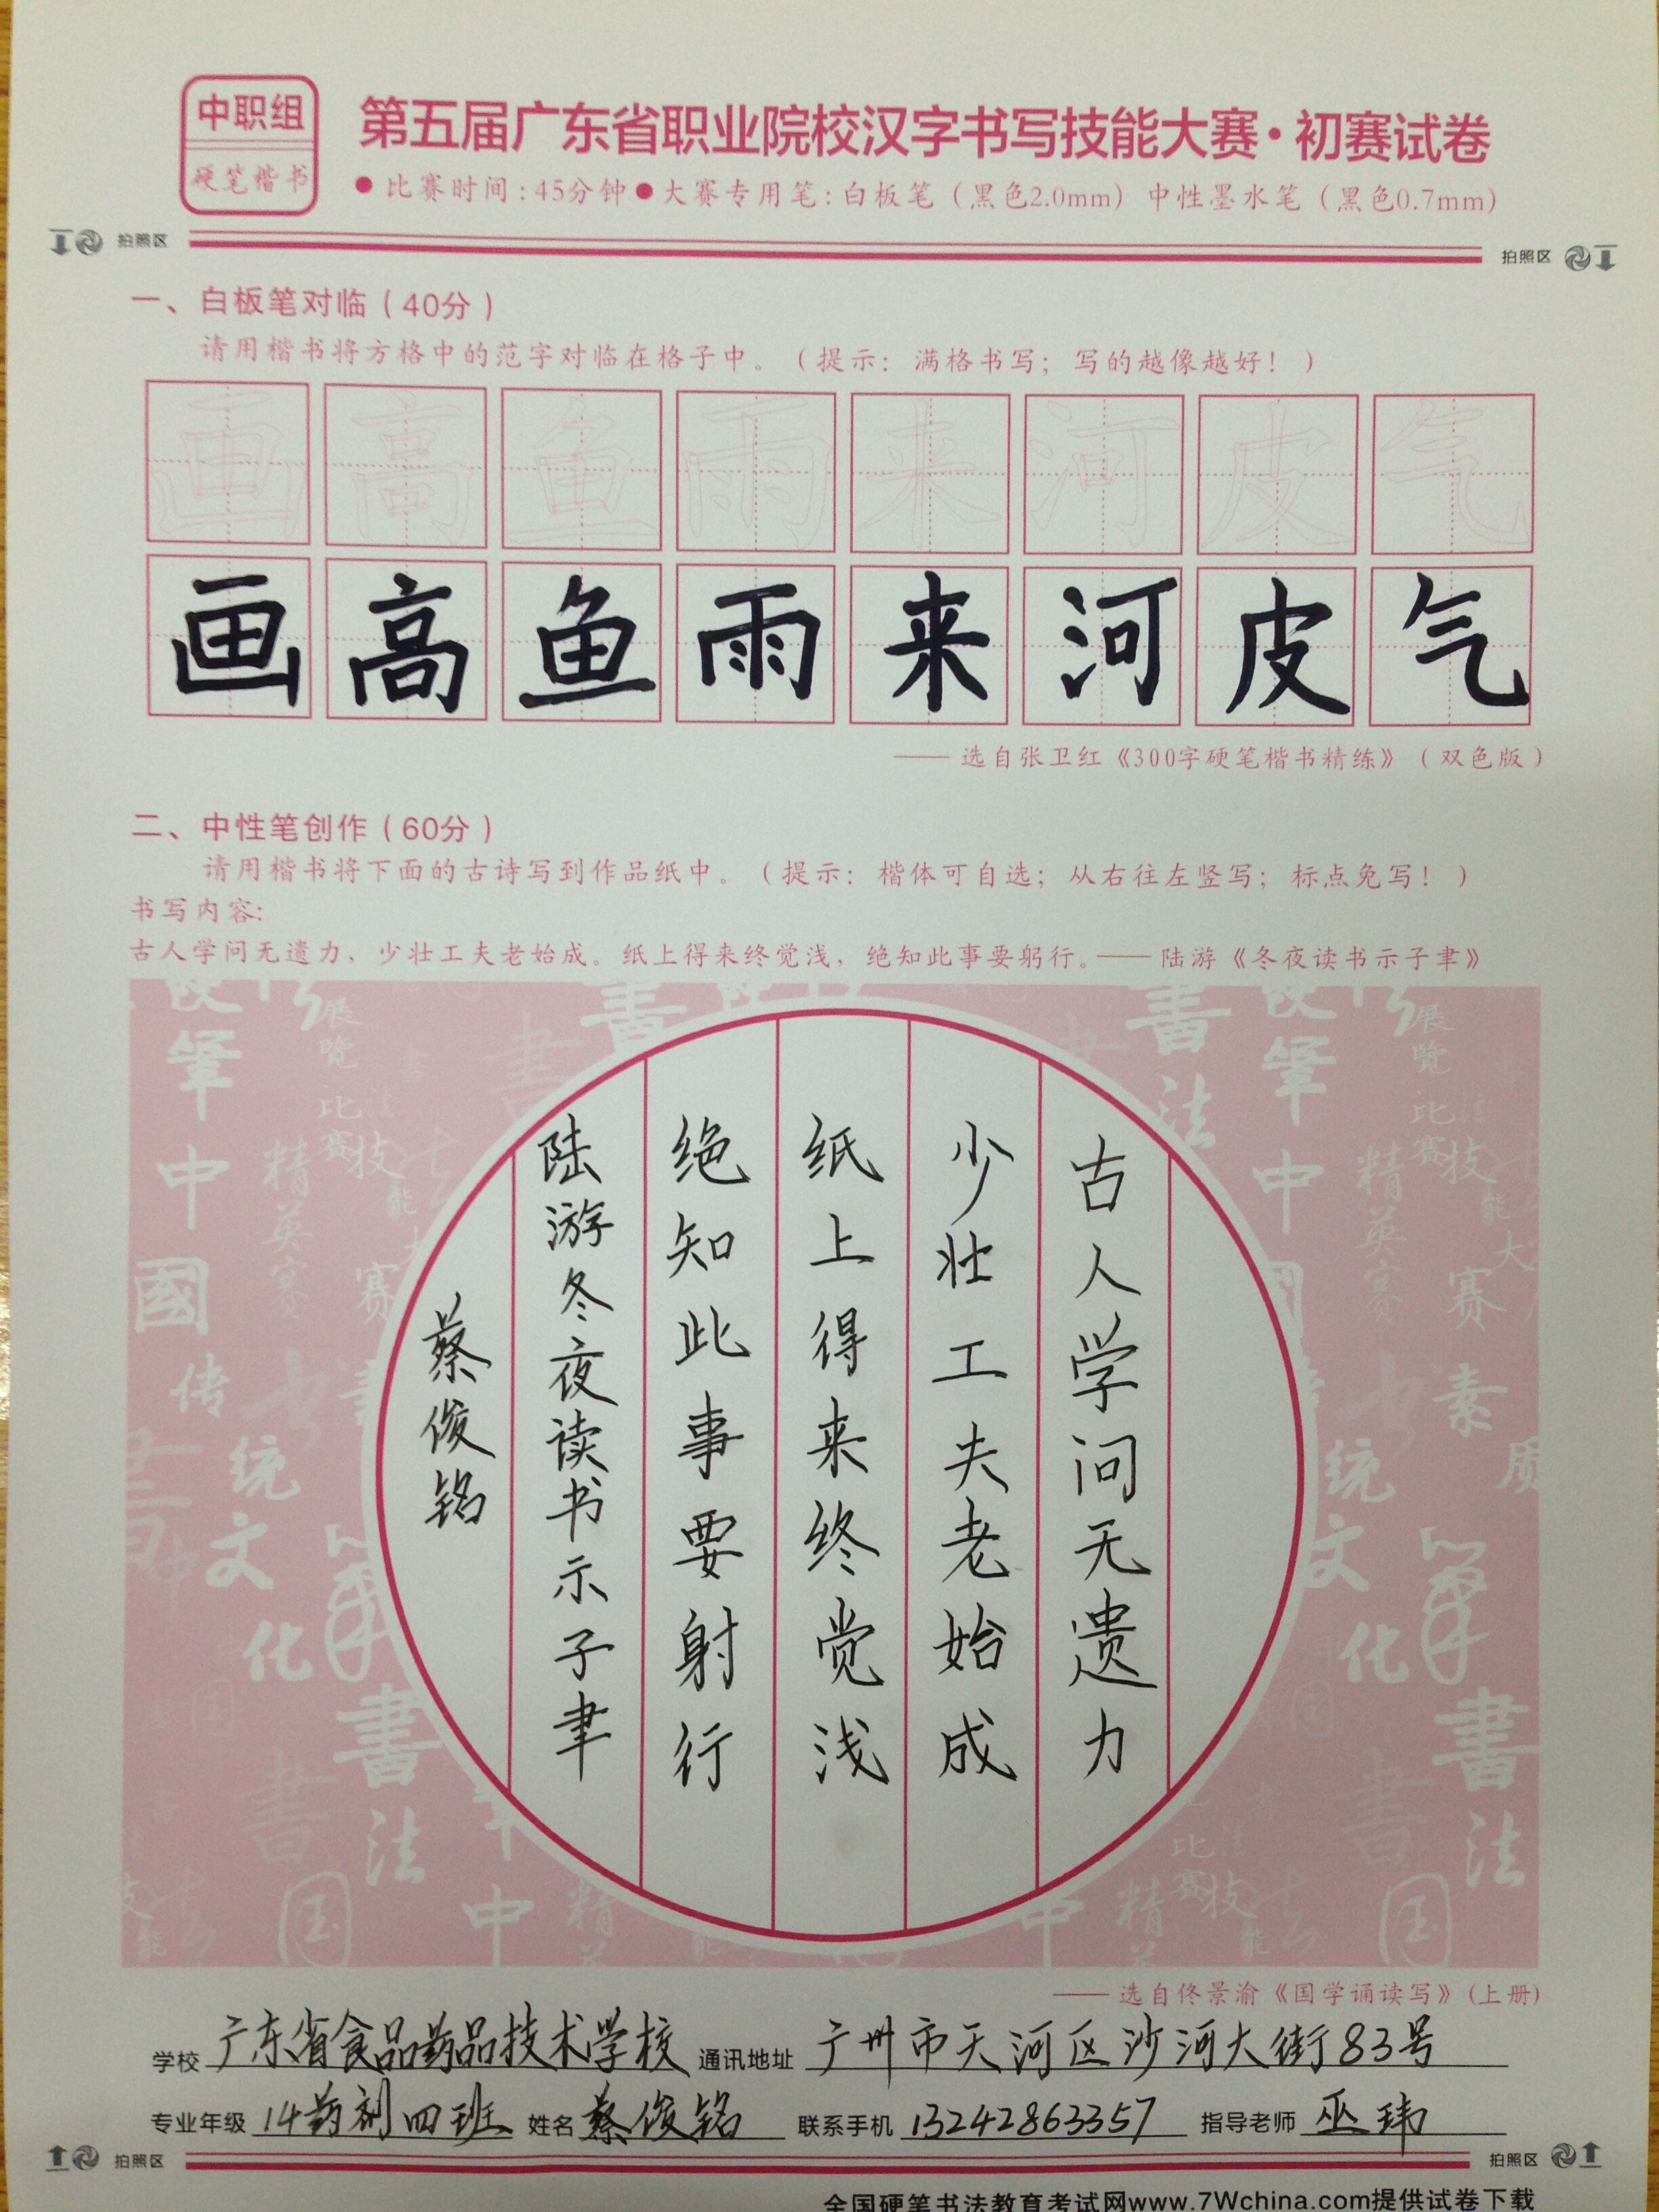 中职组
硬笔楷书
第五届广东省职业院校汉字书写技能大赛·初赛试卷
●比赛时间:45分钟●大赛专用笔:白板笔（黑色2.0mm）中性墨水笔（黑色0.7mm）
拍照区
拍照区
一、白板笔对临(40分)
请用楷书将方格中的范字对临在格子中。(提示:满格书写;写的越像越好!)
画高鱼雨来河皮气
画高鱼雨来河皮气
——选自张卫红《300字硬笔楷书精练》(双色版)
二、中性笔创作(60分)
请用楷书将下面的古诗写到作品纸中。(提示:楷体可自选;从右往左竖写;标点免写!)
书写内容:
古人学问无遗力，少壮工夫老始成。纸上得来终觉浅，绝知此事要躬行。——陆游《冬夜读书示子聿》
古人学问无遗力
少壮工夫老始成
纸上得来终觉浅
绝知此事要射行
陆游冬夜读书示子聿
蔡俊铭
——选自佟景渝《国学诵读写》(上册)
学校 广东省食品药品技术学校 通讯地址 广州市天河区沙河大街83号
专业年级 14药剂四班 姓名 蔡俊铭 联系手机 13242863357 指导老师 巫玮
拍照区
拍照区
全国硬笔书法教育考试网www.7Wchina.com提供试卷下载